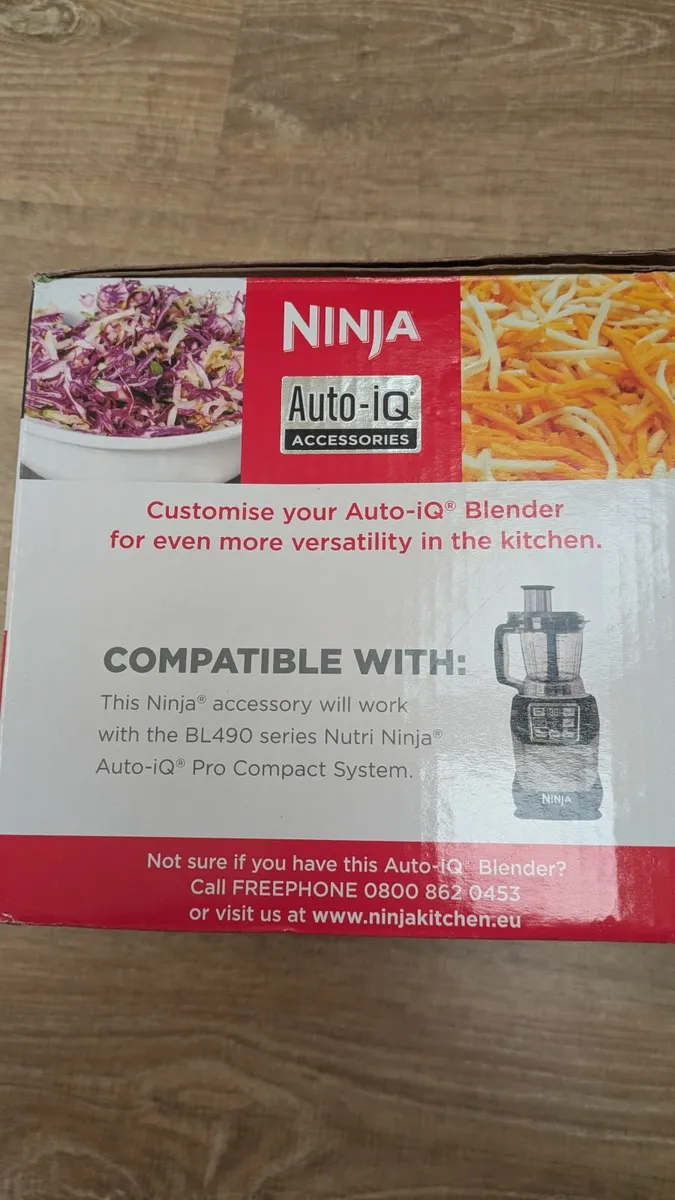 NINJA
Auto-iQ®
ACCESSORIES
Customise your Auto-iQ® Blender
for even more versatility in the kitchen.
COMPATIBLE WITH:
This Ninja® accessory will work
with the BL490 series Nutri Ninja®
Auto-iQ® Pro Compact System.
NINJA
Not sure if you have this Auto-iQ® Blender?
Call FREEPHONE 0800 862 0453
or visit us at www.ninjakitchen.eu